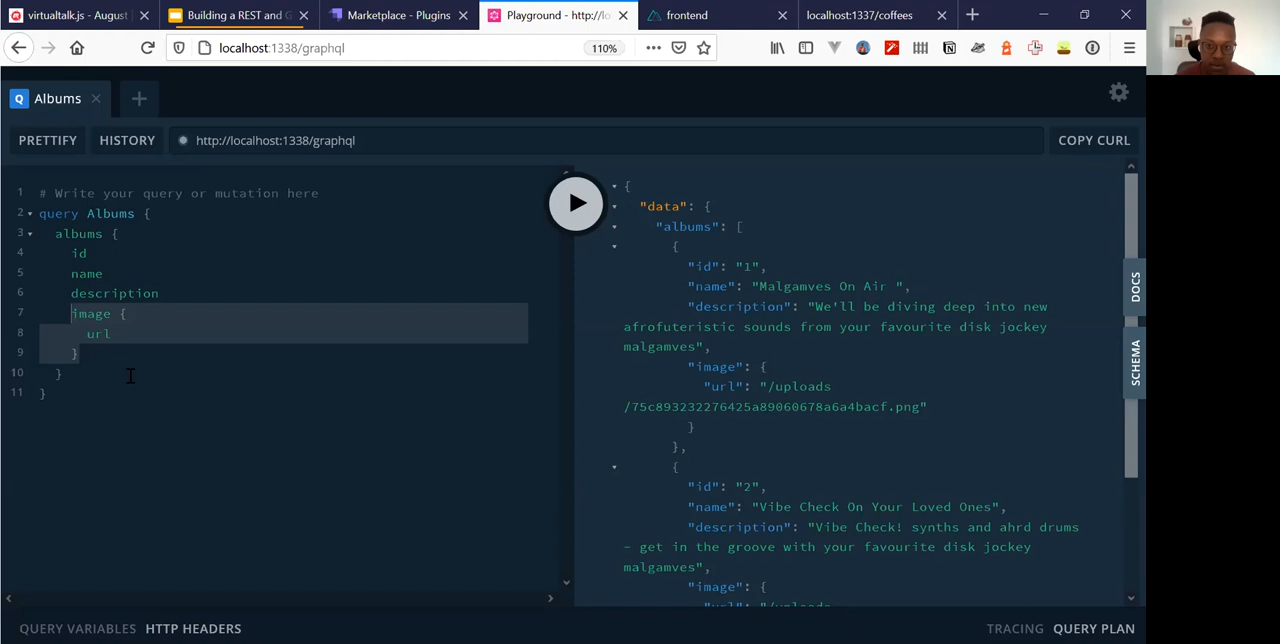 virtualtalk.js - August
Building a REST and G
Marketplace - Plugins
Playground - http://lo
frontend
localhost:1337/coffees
localhost:1338/graphql
110%
Q Albums
PRETTIFY
HISTORY
http://localhost:1338/graphql
COPY CURL
1 # Write your query or mutation here
2 query Albums {
3 albums {
4 id
5 name
6 description
7 image {
8 url
9 }
10 }
11 }
{
"data": {
"albums": [
{
"id": "1",
"name": "Malgamves On Air ",
"description": "We'll be diving deep into new
afrofuteristic sounds from your favourite disk jockey
malgamves",
"image": {
"url": "/uploads
/75c893232276425a89060678a6a4bacf.png"
}
},
{
"id": "2",
"name": "Vibe Check On Your Loved Ones",
"description": "Vibe Check! synths and ahrd drums
– get in the groove with your favourite disk jockey
malgamves",
"image": {
DOCS
SCHEMA
QUERY VARIABLES
HTTP HEADERS
TRACING
QUERY PLAN